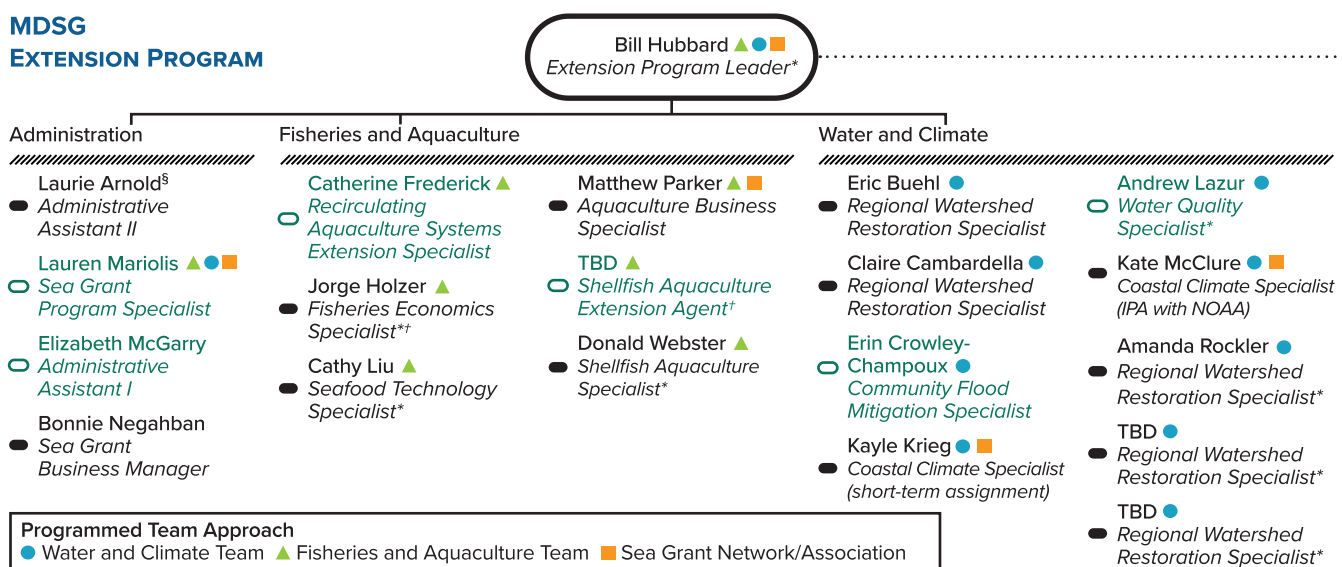 MDSG
EXTENSION PROGRAM
Bill Hubbard
Extension Program Leader*
Administration
Laurie Arnold§
Administrative
Assistant II
Lauren Mariolis
Sea Grant
Program Specialist
Elizabeth McGarry
Administrative
Assistant I
Bonnie Negahban
Sea Grant
Business Manager
Fisheries and Aquaculture
Catherine Frederick
Recirculating
Aquaculture Systems
Extension Specialist
Jorge Holzer
Fisheries Economics
Specialist*†
Cathy Liu
Seafood Technology
Specialist*
Matthew Parker
Aquaculture Business
Specialist
TBD
Shellfish Aquaculture
Extension Agent†
Donald Webster
Shellfish Aquaculture
Specialist*
Water and Climate
Eric Buehl
Regional Watershed
Restoration Specialist
Claire Cambardella
Regional Watershed
Restoration Specialist
Erin Crowley-
Champoux
Community Flood
Mitigation Specialist
Kayle Krieg
Coastal Climate Specialist
(short-term assignment)
Andrew Lazur
Water Quality
Specialist*
Kate McClure
Coastal Climate Specialist
(IPA with NOAA)
Amanda Rockler
Regional Watershed
Restoration Specialist*
TBD
Regional Watershed
Restoration Specialist*
TBD
Regional Watershed
Restoration Specialist*
Programmed Team Approach
Water and Climate Team Fisheries and Aquaculture Team Sea Grant Network/Association